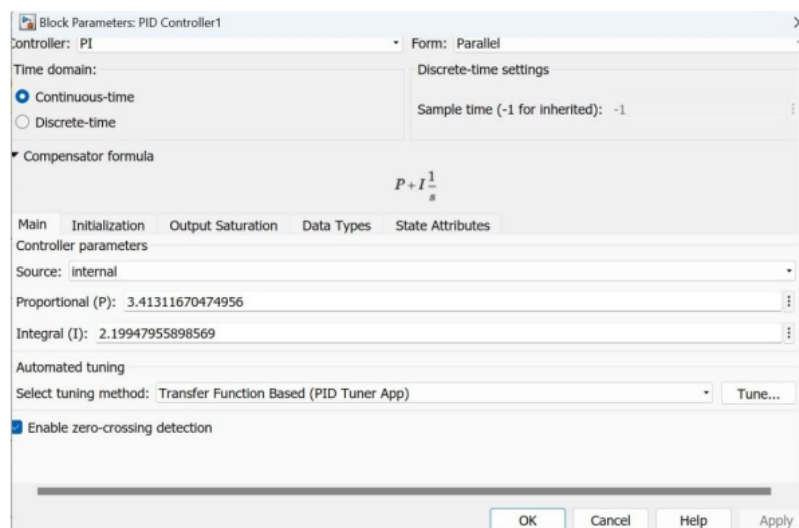 Block Parameters: PID Controller1
Controller: PI Form: Parallel
Time domain: Discrete-time settings
Continuous-time
Sample time (-1 for inherited): -1
Discrete-time
Compensator formula
P + I 1/s
Main Initialization Output Saturation Data Types State Attributes
Controller parameters
Source: internal
Proportional (P): 3.41311670474956
Integral (I): 2.19947955898569
Automated tuning
Select tuning method: Transfer Function Based (PID Tuner App) Tune...
Enable zero-crossing detection
OK Cancel Help Apply